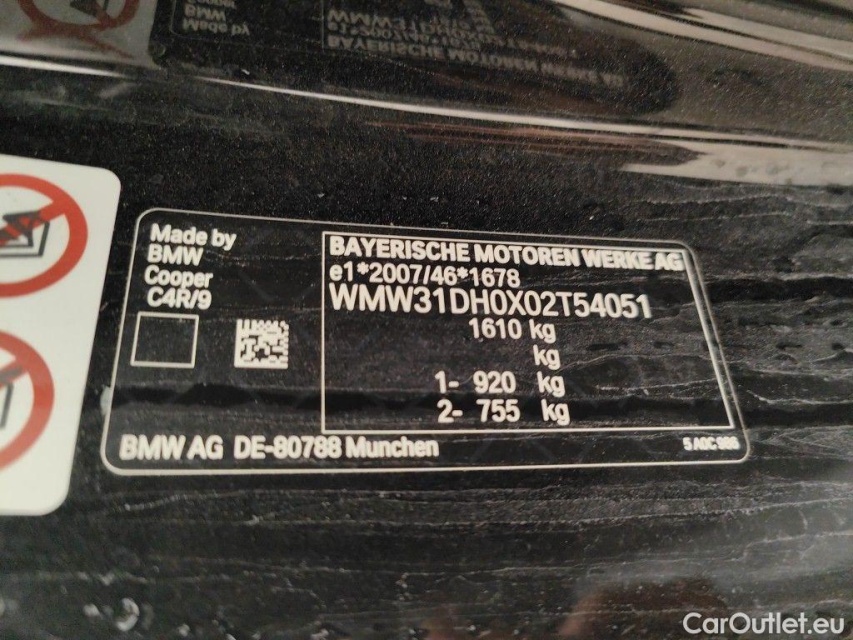 Made by
BMW
Cooper
C4R/9
BAYERISCHE MOTOREN WERKE AG
e1*2007/46*1678
WMW31DH0X02T54051
1610 kg
kg
1- 920 kg
2- 755 kg
BMW AG DE-80788 Munchen
CarOutlet.eu